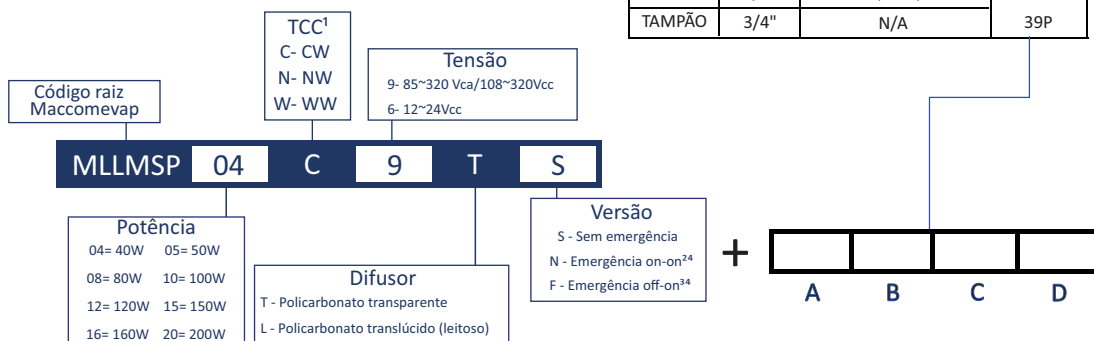 TAMPÃO 3/4" N/A 39P
TCC¹
C- CW
N- NW
W- WW
Tensão
9- 85~320 Vca/108~320Vcc
6- 12~24Vcc
Código raiz
Maccomevap
MLLMSP 04 C 9 T S
Potência
04= 40W 05= 50W
08= 80W 10= 100W
12= 120W 15= 150W
16= 160W 20= 200W
Difusor
T - Policarbonato transparente
L - Policarbonato translúcido (leitoso)
Versão
S - Sem emergência
N - Emergência on-on²⁴
F - Emergência off-on³⁴
+
A B C D